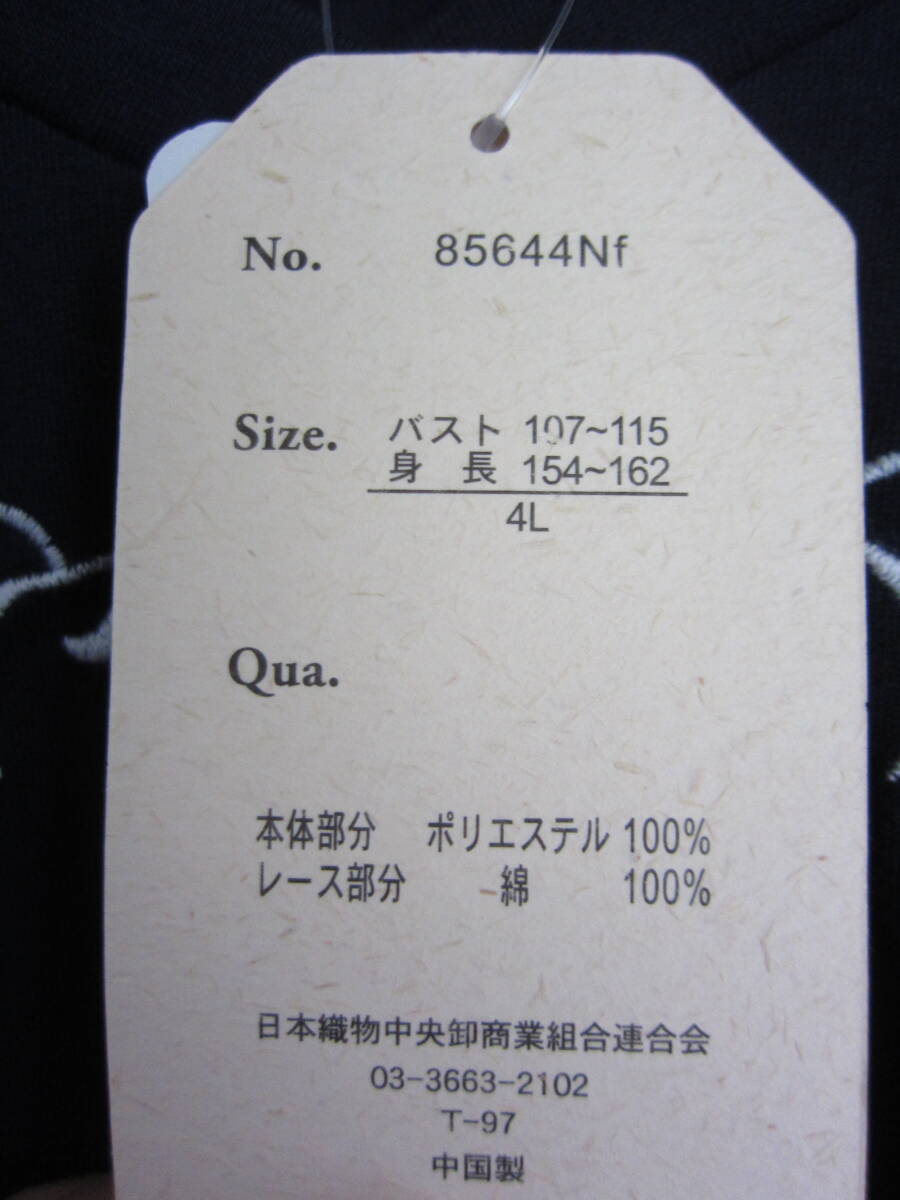 No. 85644Nf
Size. バスト 107~115
身長 154~162
4L
Qua.
本体部分 ポリエステル 100%
レース部分 綿 100%
日本織物中央卸商業組合連合会
03-3663-2102
T-97
中国製